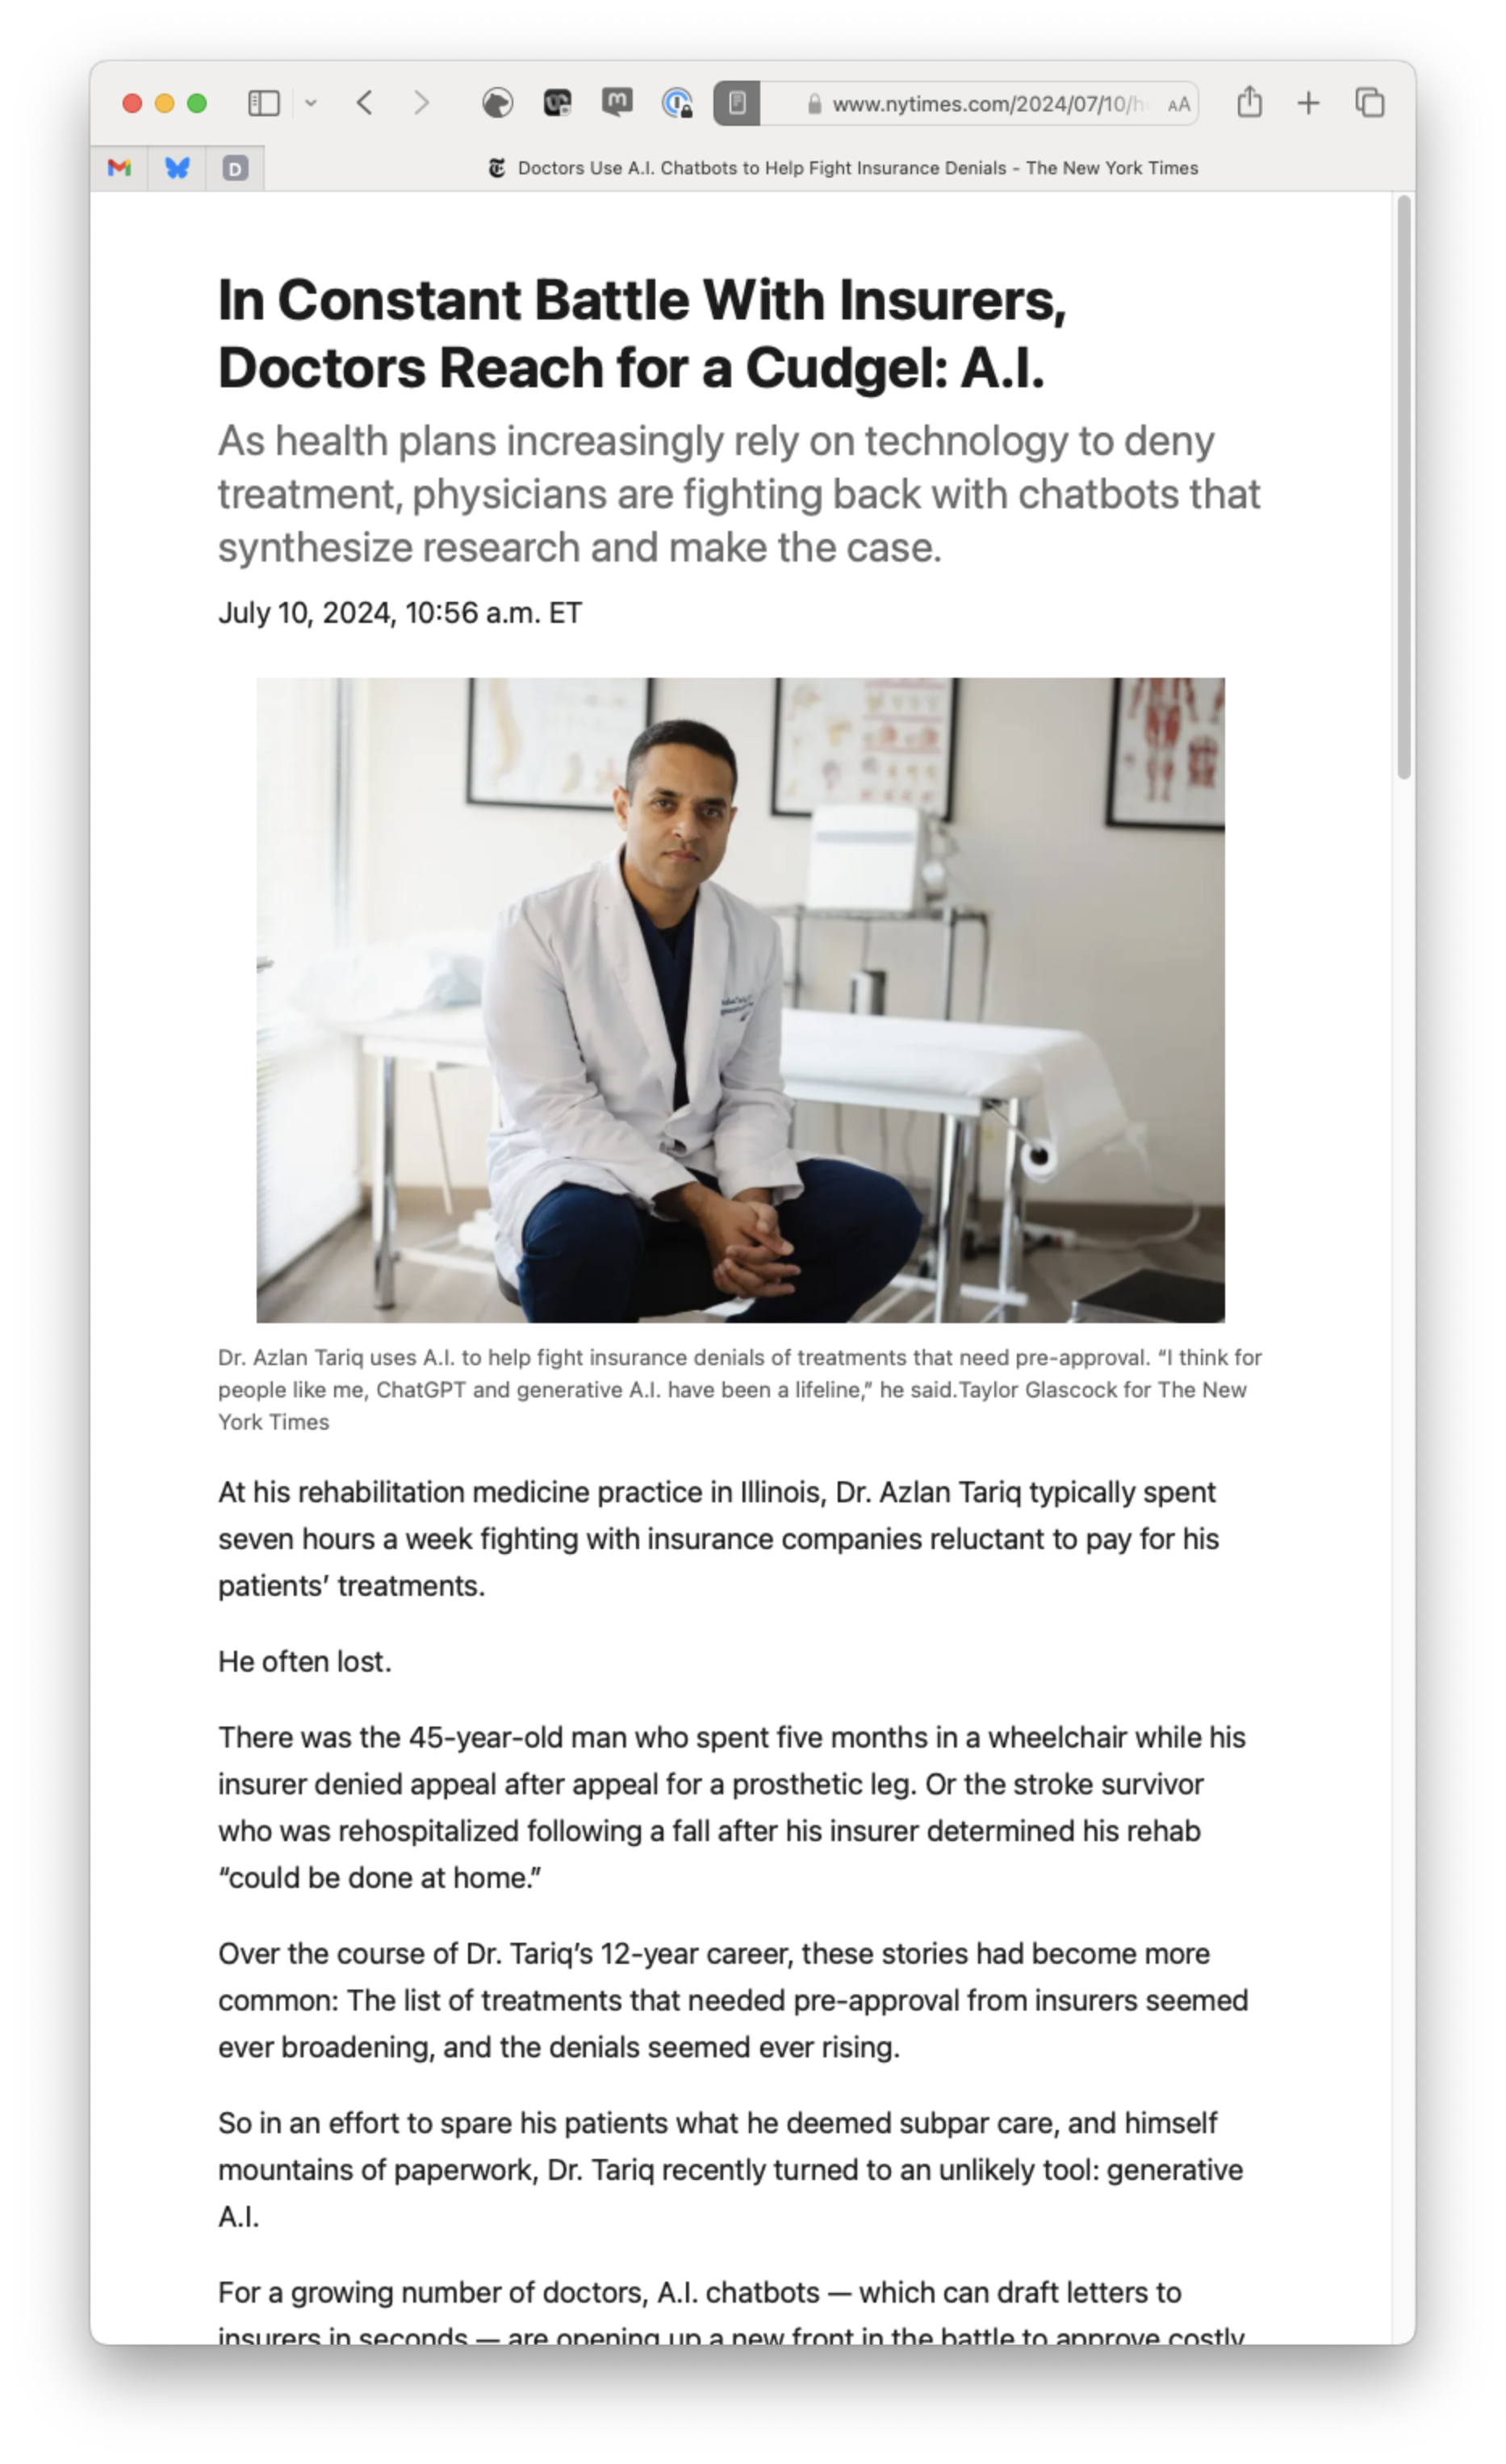 www.nytimes.com/2024/07/10/h
AA
D
Doctors Use A.I. Chatbots to Help Fight Insurance Denials - The New York Times
In Constant Battle With Insurers,
Doctors Reach for a Cudgel: A.I.
As health plans increasingly rely on technology to deny
treatment, physicians are fighting back with chatbots that
synthesize research and make the case.
July 10, 2024, 10:56 a.m. ET
Dr. Azlan Tariq uses A.I. to help fight insurance denials of treatments that need pre-approval. “I think for
people like me, ChatGPT and generative A.I. have been a lifeline,” he said.Taylor Glascock for The New
York Times
At his rehabilitation medicine practice in Illinois, Dr. Azlan Tariq typically spent
seven hours a week fighting with insurance companies reluctant to pay for his
patients’ treatments.
He often lost.
There was the 45-year-old man who spent five months in a wheelchair while his
insurer denied appeal after appeal for a prosthetic leg. Or the stroke survivor
who was rehospitalized following a fall after his insurer determined his rehab
“could be done at home.”
Over the course of Dr. Tariq’s 12-year career, these stories had become more
common: The list of treatments that needed pre-approval from insurers seemed
ever broadening, and the denials seemed ever rising.
So in an effort to spare his patients what he deemed subpar care, and himself
mountains of paperwork, Dr. Tariq recently turned to an unlikely tool: generative
A.I.
For a growing number of doctors, A.I. chatbots — which can draft letters to
insurers in seconds — are opening up a new front in the battle to approve costly